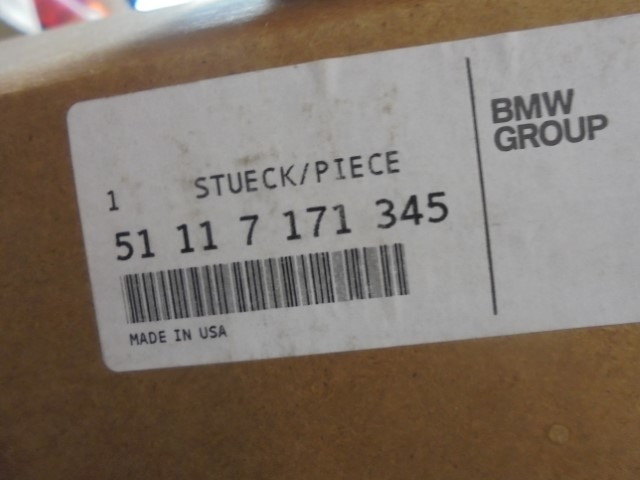 1 STUECK/PIECE
51 11 7 171 345
MADE IN USA
BMW
GROUP